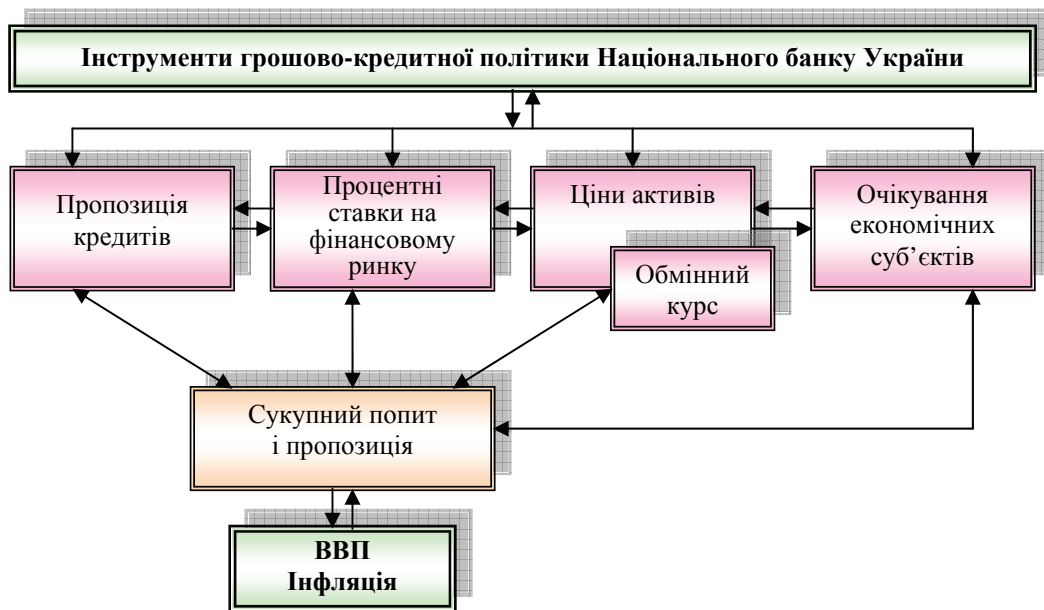 Інструменти грошово-кредитної політики Національного банку України
Пропозиція
кредитів
Процентні
ставки на
фінансовому
ринку
Ціни активів
Обмінний
курс
Очікування
економічних
суб’єктів
Сукупний попит
і пропозиція
ВВП
Інфляція